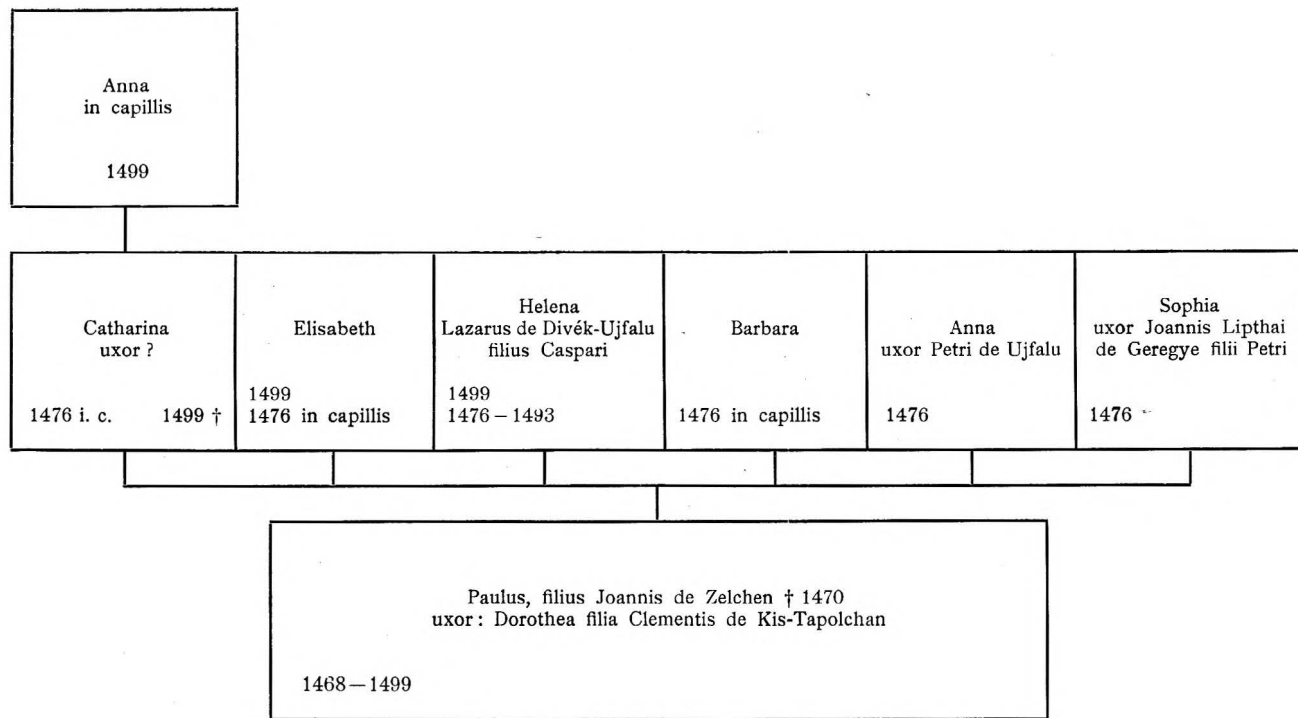 Anna
in capillis
1499
Catharina
uxor ?
1476 i. c. 1499 †
Elisabeth
1499
1476 in capillis
Helena
Lazarus de Divék-Ujfalu
filius Caspari
1499
1476 – 1493
Barbara
1476 in capillis
Anna
uxor Petri de Ujfalu
1476
Sophia
uxor Joannis Lipthai
de Geregye filii Petri
1476
Paulus, filius Joannis de Zelchen † 1470
uxor : Dorothea filia Clementis de Kis-Tapolchan
1468 – 1499